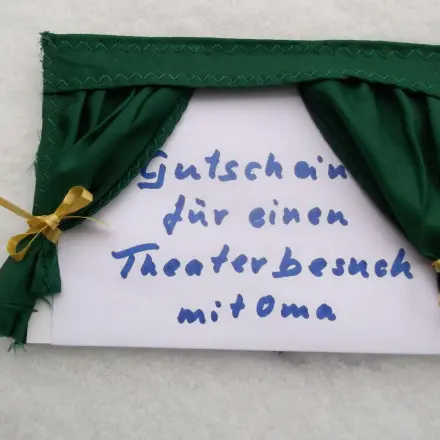 Gutschein
für einen
Theaterbesuch
mit Oma